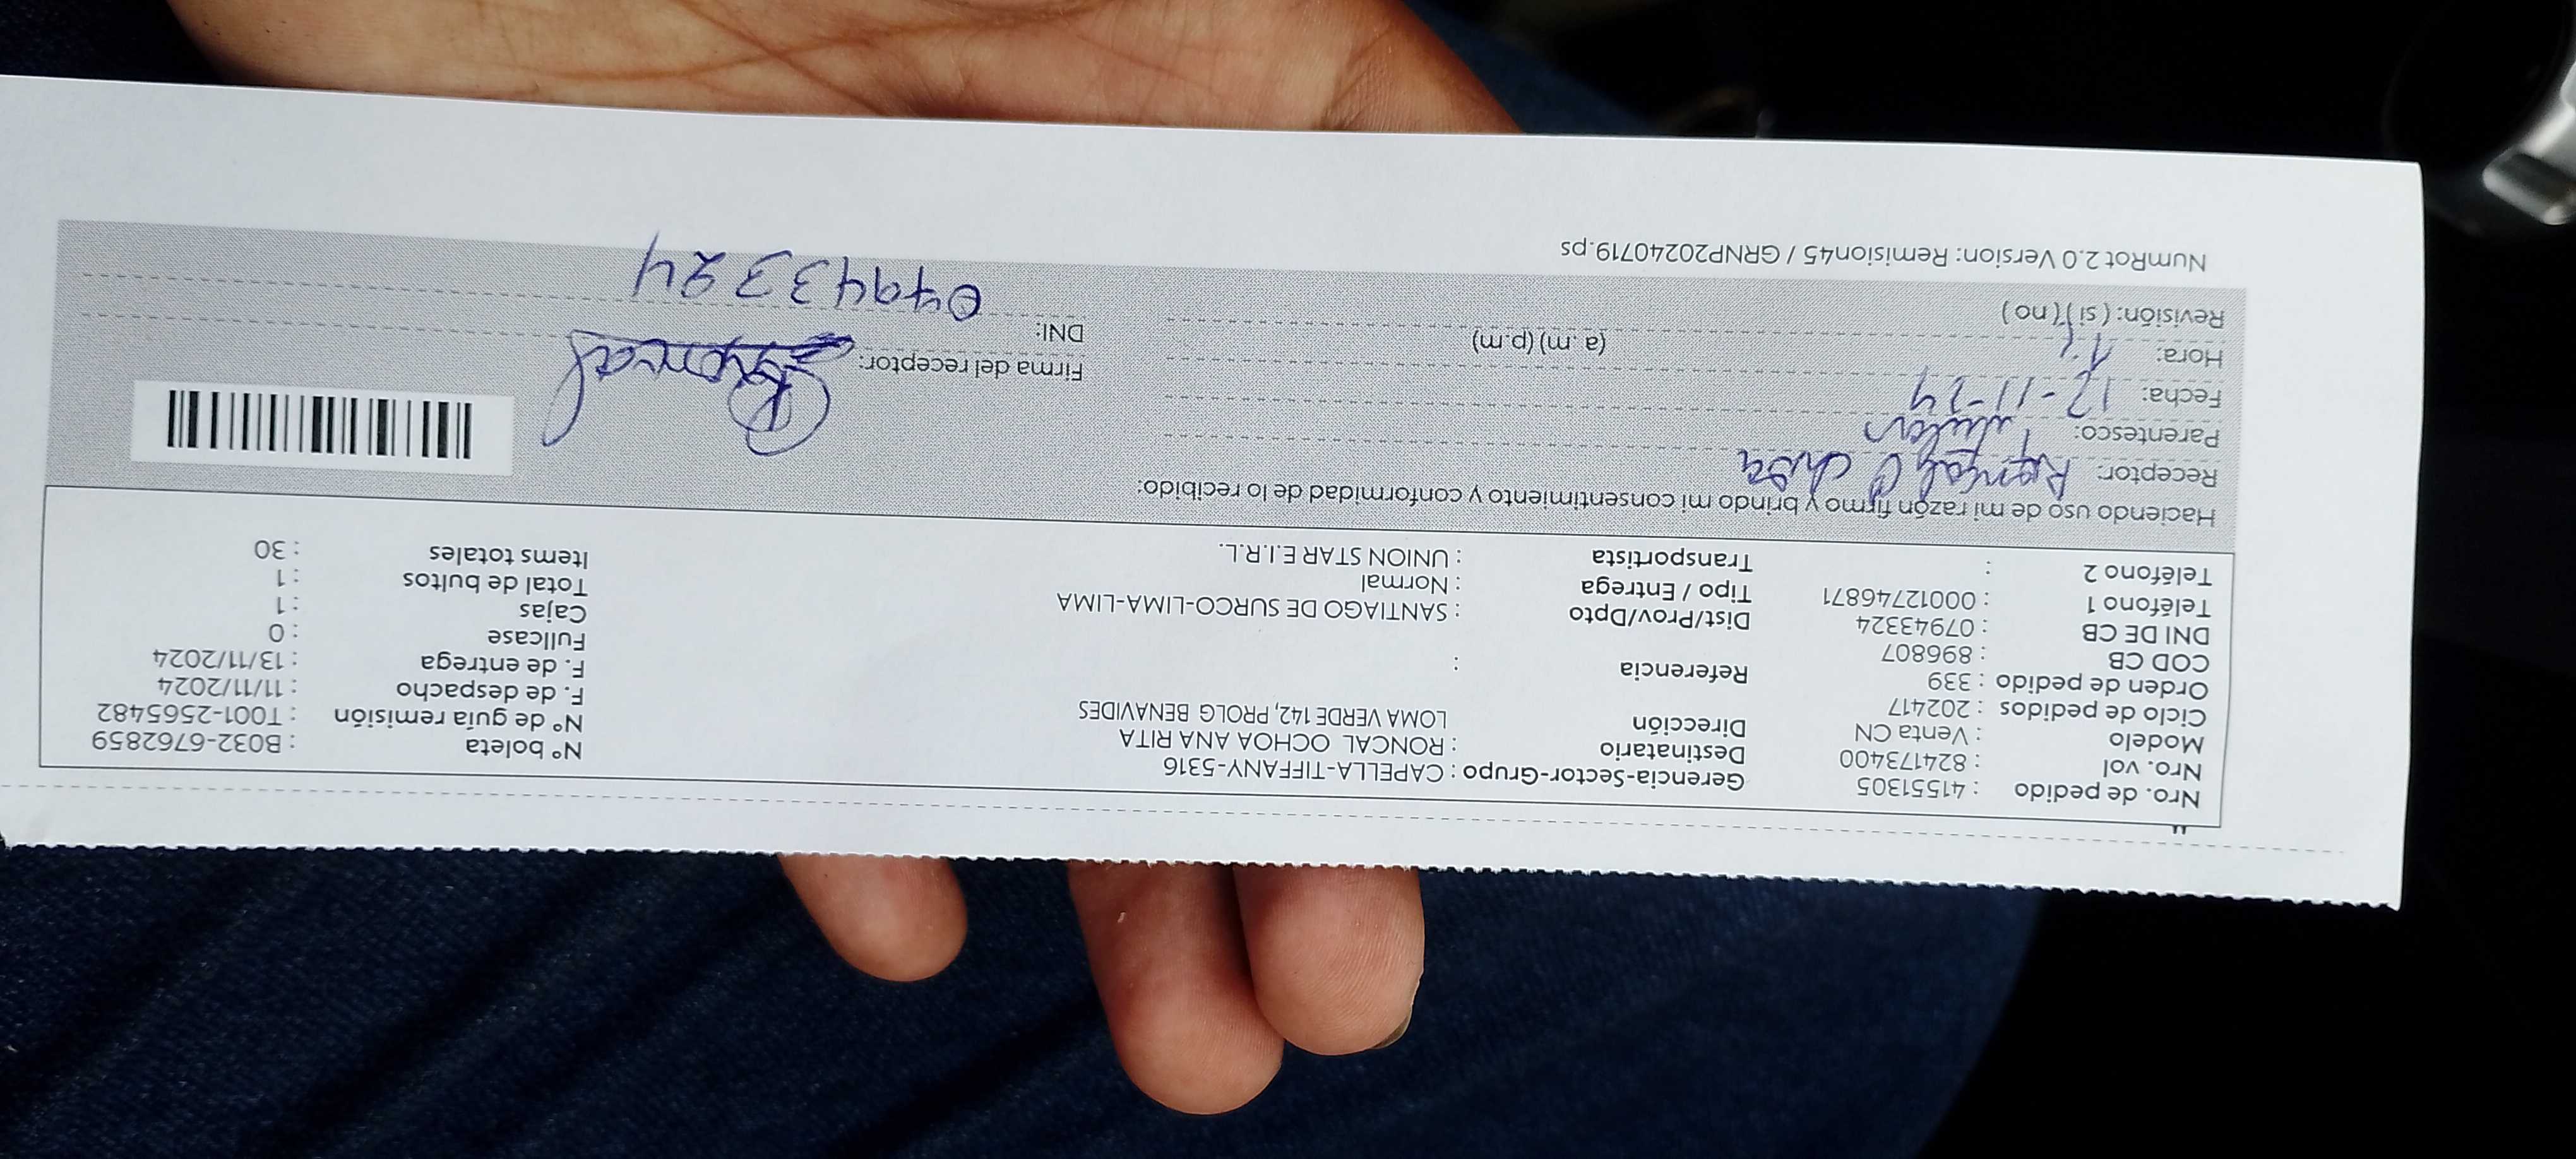 Nro. de pedido : 41551305
Nro. vol : 824173400
Modelo : Venta CN
Ciclo de pedidos : 202417
Orden de pedido : 339
COD CB : 896807
DNI DE CB : 07943324
Teléfono 1 : 00012746871
Teléfono 2 :
Gerencia-Sector-Grupo : CAPELLA-TIFFANY-5316
Destinatario : RONCAL OCHOA ANA RITA
Dirección LOMA VERDE 142, PROLG BENAVIDES
Referencia :
Dist/Prov/Dpto : SANTIAGO DE SURCO-LIMA-LIMA
Tipo / Entrega : Normal
Transportista : UNION STAR E.I.R.L.
Nº boleta : B032-6762859
Nº de guía remisión : T001-2565482
F. de despacho : 11/11/2024
F. de entrega : 13/11/2024
Fullcase : 0
Cajas : 1
Total de bultos : 1
Items totales : 30
Haciendo uso de mi razón firmo y brindo mi consentimiento y conformidad de lo recibido:
Receptor: Roncal Ochoa
Parentesco: Titular
Fecha: 12-11-24
Hora: (a.m) (p.m)
Revisión: (si) (no)
Firma del receptor: Roncal
DNI: 07943324
NumRot 2.0 Version: Remision45 / GRNP20240719.ps